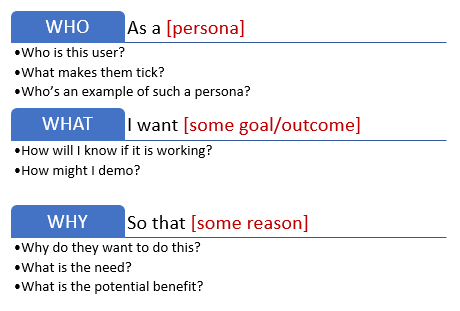 WHO As a [persona]
•Who is this user?
•What makes them tick?
•Who’s an example of such a persona?
WHAT I want [some goal/outcome]
•How will I know if it is working?
•How might I demo?
WHY So that [some reason]
•Why do they want to do this?
•What is the need?
•What is the potential benefit?